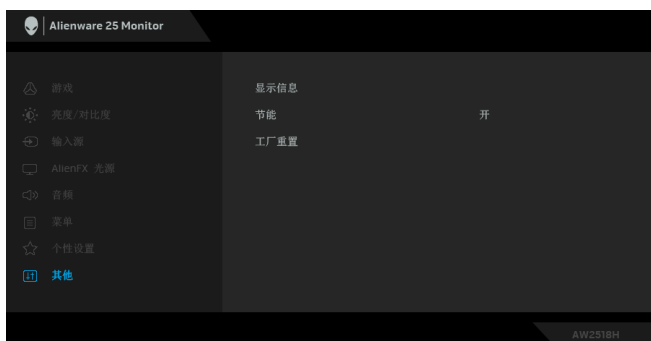 Alienware 25 Monitor
游戏
亮度/对比度
输入源
AlienFX 光源
音频
菜单
个性设置
其他
显示信息
节能 开
工厂重置
AW2518H